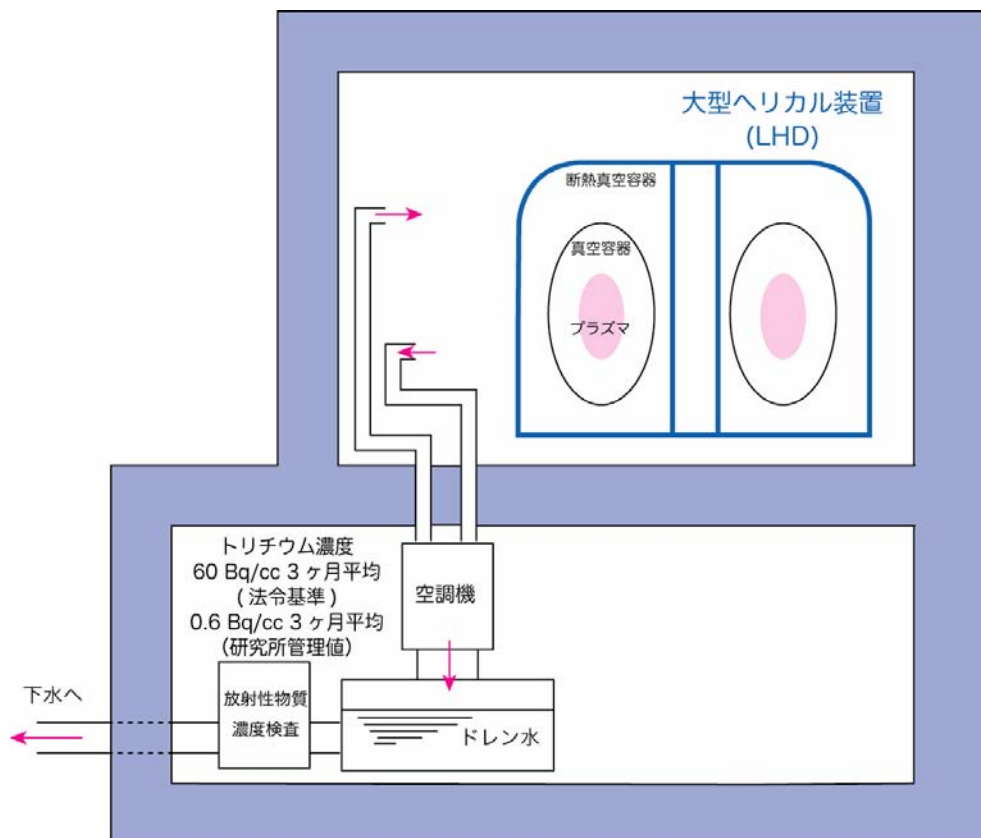 大型ヘリカル装置
(LHD)
断熱真空容器
真空容器
プラズマ
トリチウム濃度
60 Bq/cc 3 ヶ月平均
( 法令基準 )
0.6 Bq/cc 3 ヶ月平均
（研究所管理値）
空調機
下水へ
放射性物質
濃度検査
ドレン水